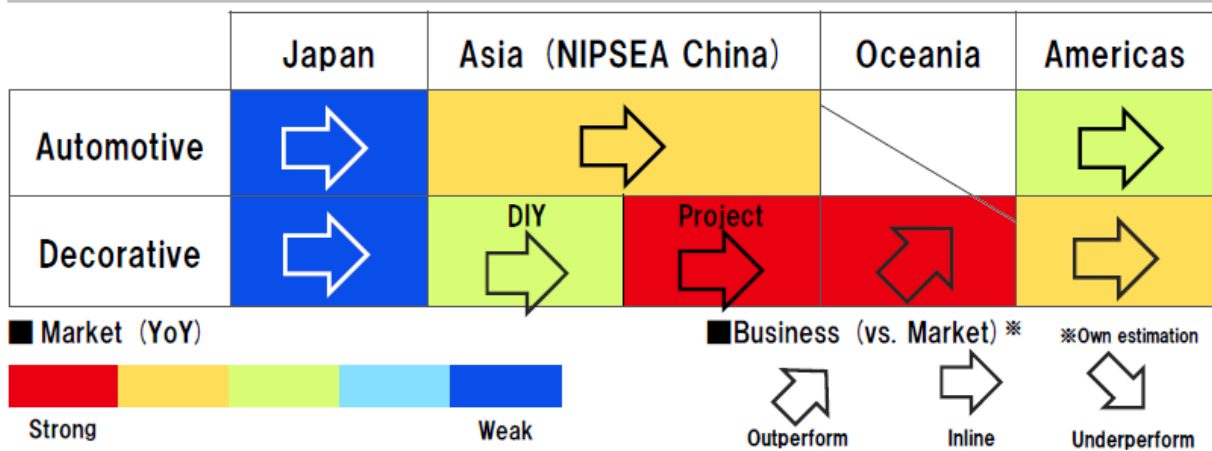 Japan Asia (NIPSEA China) Oceania Americas
Automotive
DIY Project
Decorative
■ Market (YoY) ■Business (vs. Market)※ ※Own estimation
Strong Weak Outperform Inline Underperform